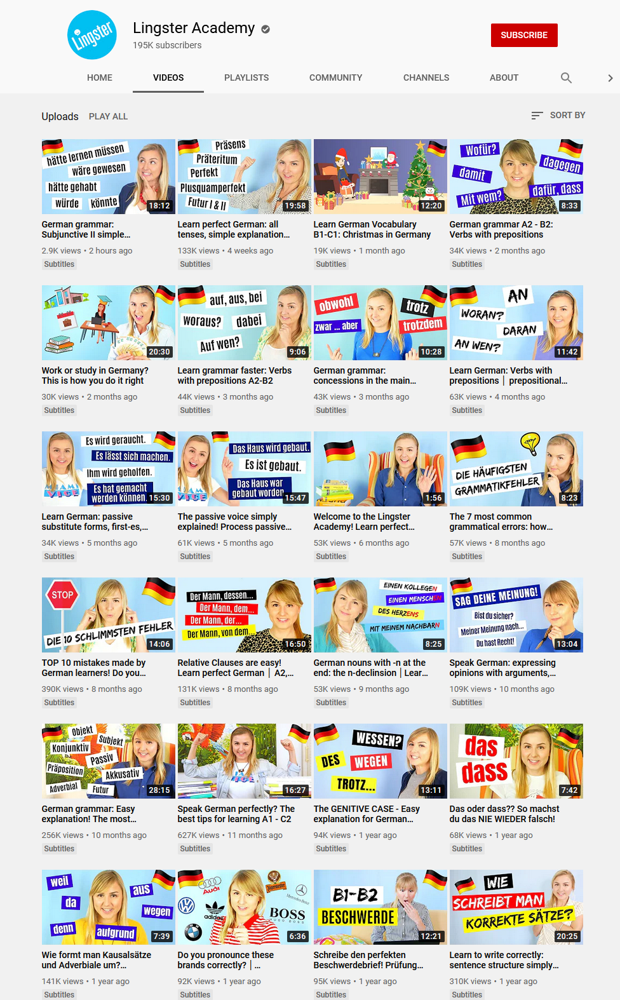 Lingster
Lingster Academy
195K subscribers
SUBSCRIBE
HOME VIDEOS PLAYLISTS COMMUNITY CHANNELS ABOUT
Uploads PLAY ALL
SORT BY
hätte lernen müssen
wäre gewesen
hätte gehabt
würde könnte
18:12
German grammar:
Subjunctive II simple...
2.9K views • 2 hours ago
Subtitles
Präsens
Präteritum
Perfekt
Plusquamperfekt
Futur I & II
19:58
Learn perfect German: all
tenses, simple explanation...
133K views • 4 weeks ago
Subtitles
12:20
Learn German Vocabulary
B1-C1: Christmas in Germany
19K views • 1 month ago
Subtitles
Wofür?
dagegen
damit
Mit wem?
dafür, dass
8:33
German grammar A2 - B2:
Verbs with prepositions
34K views • 2 months ago
Subtitles
20:30
Work or study in Germany?
This is how you do it right
30K views • 2 months ago
Subtitles
auf, aus, bei
woraus? dabei
Auf wen?
9:06
Learn grammar faster: Verbs
with prepositions A2-B2
44K views • 3 months ago
Subtitles
obwohl
trotz
zwar ... aber
trotzdem
10:28
German grammar:
concessions in the main...
43K views • 3 months ago
Subtitles
AN
WORAN?
DARAN
AN WEN?
11:42
Learn German: Verbs with
prepositions │ prepositional...
63K views • 4 months ago
Subtitles
Es wird geraucht.
Es lässt sich machen.
Ihm wird geholfen.
Es hat gemacht
werden können.
MIAMI
VICE
15:30
Learn German: passive
substitute forms, first-es,...
34K views • 5 months ago
Subtitles
Das Haus wird gebaut.
Es ist gebaut.
Das Haus war
gebaut worden.
VICE
15:47
The passive voice simply
explained! Process passive...
61K views • 5 months ago
Subtitles
1:56
Welcome to the Lingster
Academy! Learn perfect...
53K views • 6 months ago
Subtitles
DIE HÄUFIGSTEN
GRAMMATIKFEHLER
8:23
The 7 most common
grammatical errors: how...
57K views • 8 months ago
Subtitles
STOP
DIE 10 SCHLIMMSTEN FEHLER
14:06
TOP 10 mistakes made by
German learners! Do you...
390K views • 8 months ago
Subtitles
Der Mann, dessen...
Der Mann, dem...
Der Mann, der...
Der Mann, von dem...
16:50
Relative Clauses are easy!
Learn perfect German │ A2,...
131K views • 8 months ago
Subtitles
EINEN KOLLEGEN
EINEN MENSCHEN
DES HERZENS
MIT MEINEM NACHBARN
8:25
German nouns with -n at the
end: the n-declinsion │ Lear...
53K views • 9 months ago
Subtitles
SAG DEINE MEINUNG!
Bist du sicher?
Meiner Meinung nach...
Du hast Recht!
13:04
Speak German: expressing
opinions with arguments,...
109K views • 10 months ago
Subtitles
Objekt
Subjekt
Konjunktiv
Passiv
Präposition
Akkusativ
Adverbial
Futur
28:15
German grammar: Easy
explanation! The most...
256K views • 10 months ago
Subtitles
VICE
16:27
Speak German perfectly? The
best tips for learning A1 - C2
627K views • 11 months ago
Subtitles
WESSEN?
DES
WEGEN
TROTZ...
13:11
The GENITIVE CASE - Easy
explanation for German...
94K views • 1 year ago
Subtitles
das
dass
7:42
Das oder dass?? So machst
du das NIE WIEDER falsch!
68K views • 1 year ago
Subtitles
weil
aus
da
wegen
denn
aufgrund
7:39
Wie formt man Kausalsätze
und Adverbiale um?...
141K views • 1 year ago
Subtitles
Audi
Jägermeister
Mercedes-Benz
adidas
BOSS
HUGO BOSS
BMW
6:36
Do you pronounce these
brands correctly? │...
92K views • 1 year ago
Subtitles
B1-B2
BESCHWERDE
12:21
Schreibe den perfekten
Beschwerdebrief! Prüfung...
95K views • 1 year ago
Subtitles
WIE
SCHREIBT MAN
KORREKTE SÄTZE?
20:25
Learn to write correctly:
sentence structure simply...
310K views • 1 year ago
Subtitles